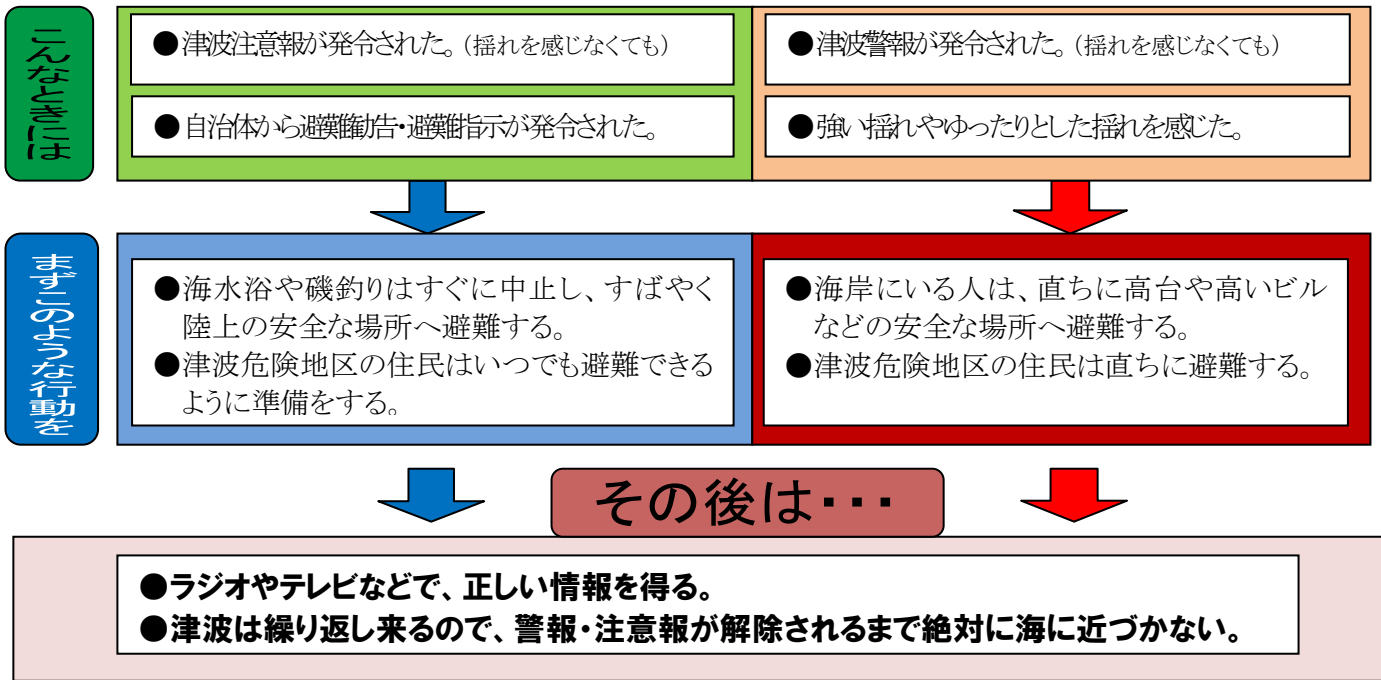 こんなときには
●津波注意報が発令された。(揺れを感じなくても)
●自治体から避難勧告・避難指示が発令された。
●津波警報が発令された。(揺れを感じなくても)
●強い揺れやゆったりとした揺れを感じた。
まずこのような行動を
●海水浴や磯釣りはすぐに中止し、すばやく
陸上の安全な場所へ避難する。
●津波危険地区の住民はいつでも避難できる
ように準備をする。
●海岸にいる人は、直ちに高台や高いビル
などの安全な場所へ避難する。
●津波危険地区の住民は直ちに避難する。
その後は・・・
●ラジオやテレビなどで、正しい情報を得る。
●津波は繰り返し来るので、警報・注意報が解除されるまで絶対に海に近づかない。